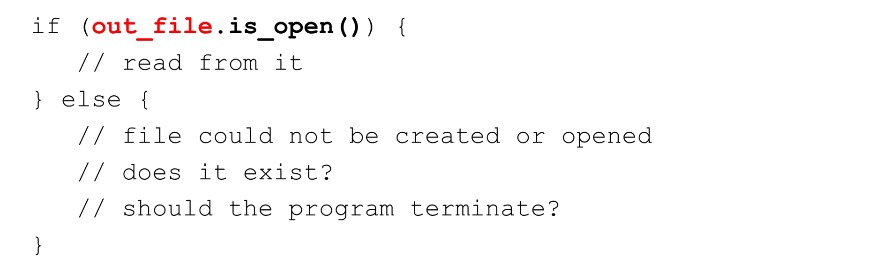 if (out_file.is_open()) {
   // read from it
} else {
   // file could not be created or opened
   // does it exist?
   // should the program terminate?
}